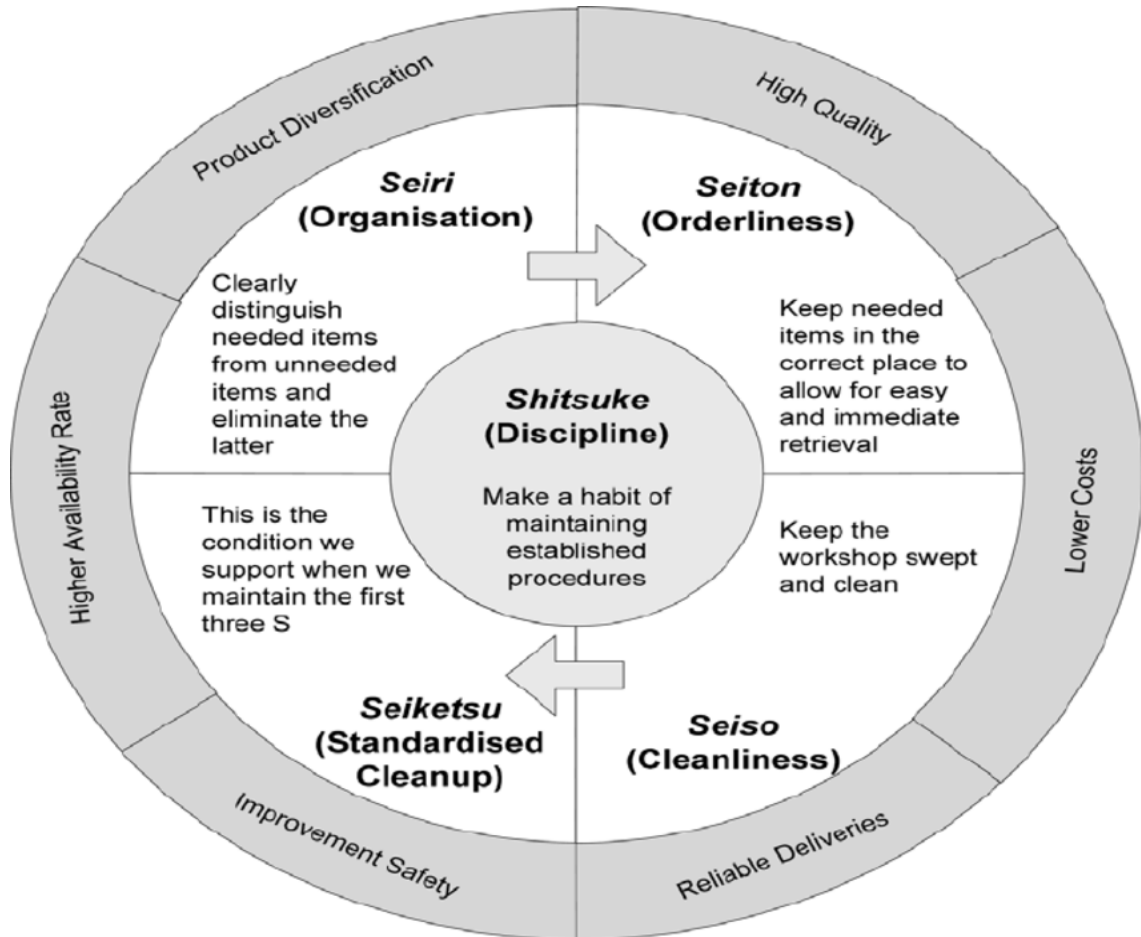 Product Diversification
High Quality
Seiri
(Organisation)
Seiton
(Orderliness)
Clearly
distinguish
needed items
from unneeded
items and
eliminate the
latter
Keep needed
items in the
correct place to
allow for easy
and immediate
retrieval
Shitsuke
(Discipline)
Make a habit of
maintaining
established
procedures
Higher Availability Rate
Lower Costs
This is the
condition we
support when we
maintain the first
three S
Keep the
workshop swept
and clean
Seiketsu
(Standardised
Cleanup)
Seiso
(Cleanliness)
Improvement Safety
Reliable Deliveries